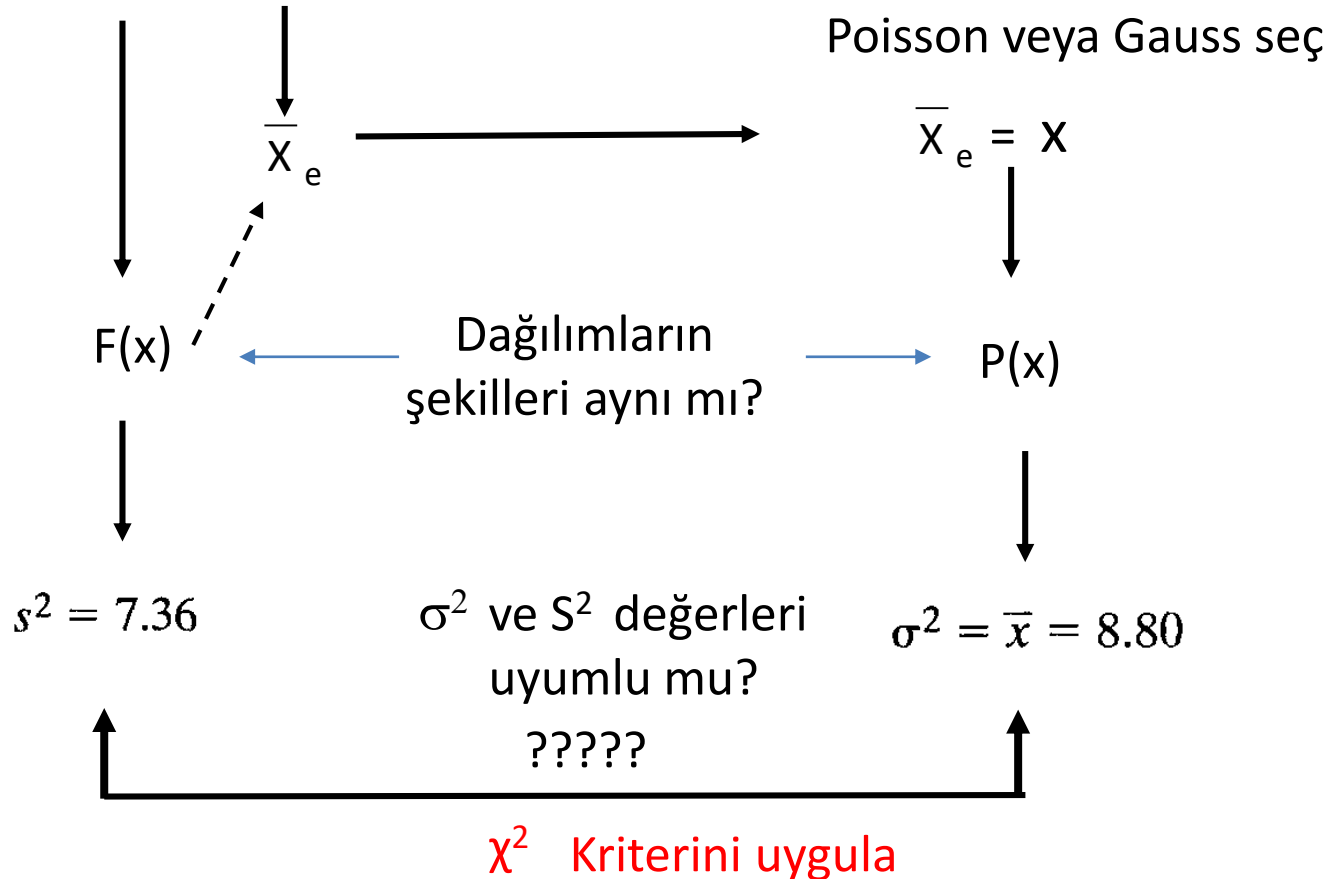 Poisson veya Gauss seç
x̄ e
x̄ e = x
F(x)
Dağılımların
şekilleri aynı mı?
P(x)
s² = 7.36
σ² ve S² değerleri
uyumlu mu?
?????
σ² = x̄ = 8.80
χ² Kriterini uygula